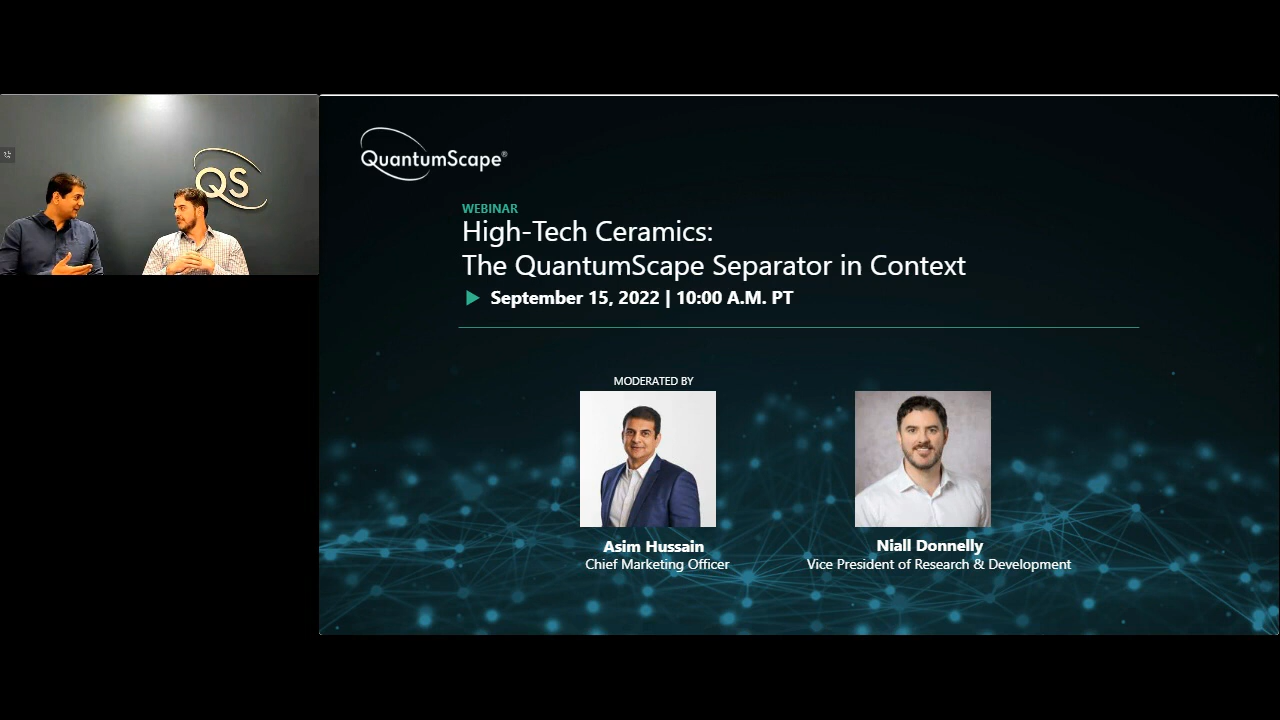 QS
QuantumScape®
WEBINAR
High-Tech Ceramics:
The QuantumScape Separator in Context
September 15, 2022 | 10:00 A.M. PT
MODERATED BY
Asim Hussain
Chief Marketing Officer
Niall Donnelly
Vice President of Research & Development